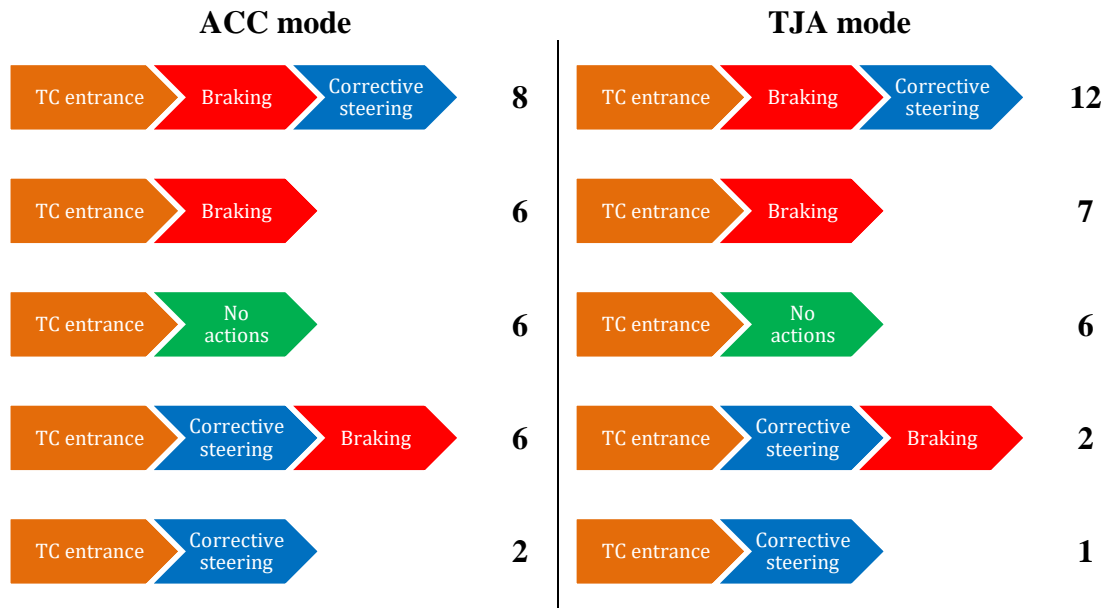 ACC mode
TC entrance
Braking
Corrective
steering
8
TC entrance
Braking
6
TC entrance
No
actions
6
TC entrance
Corrective
steering
Braking
6
TC entrance
Corrective
steering
2
TJA mode
TC entrance
Braking
Corrective
steering
12
TC entrance
Braking
7
TC entrance
No
actions
6
TC entrance
Corrective
steering
Braking
2
TC entrance
Corrective
steering
1